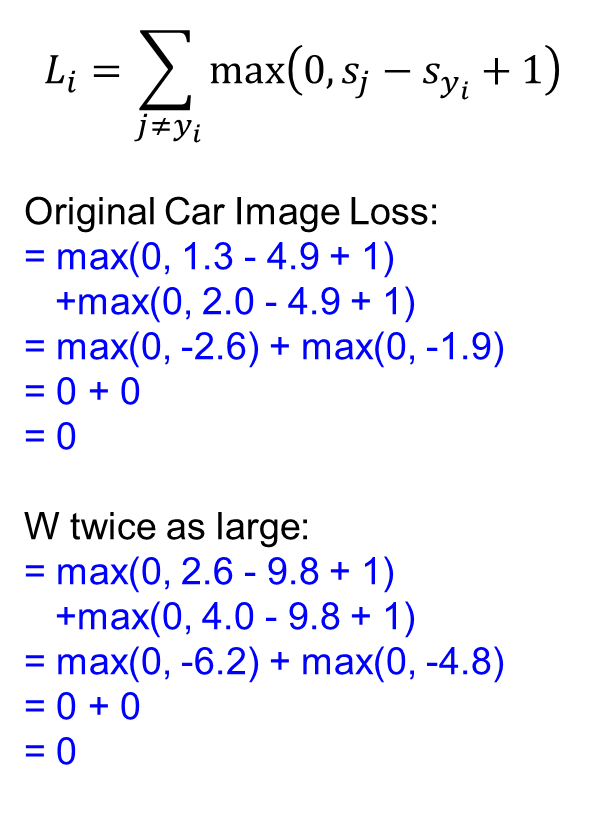 L_i = ∑_{j≠y_i} max(0, s_j − s_{y_i} + 1)
Original Car Image Loss:
= max(0, 1.3 - 4.9 + 1)
+max(0, 2.0 - 4.9 + 1)
= max(0, -2.6) + max(0, -1.9)
= 0 + 0
= 0
W twice as large:
= max(0, 2.6 - 9.8 + 1)
+max(0, 4.0 - 9.8 + 1)
= max(0, -6.2) + max(0, -4.8)
= 0 + 0
= 0